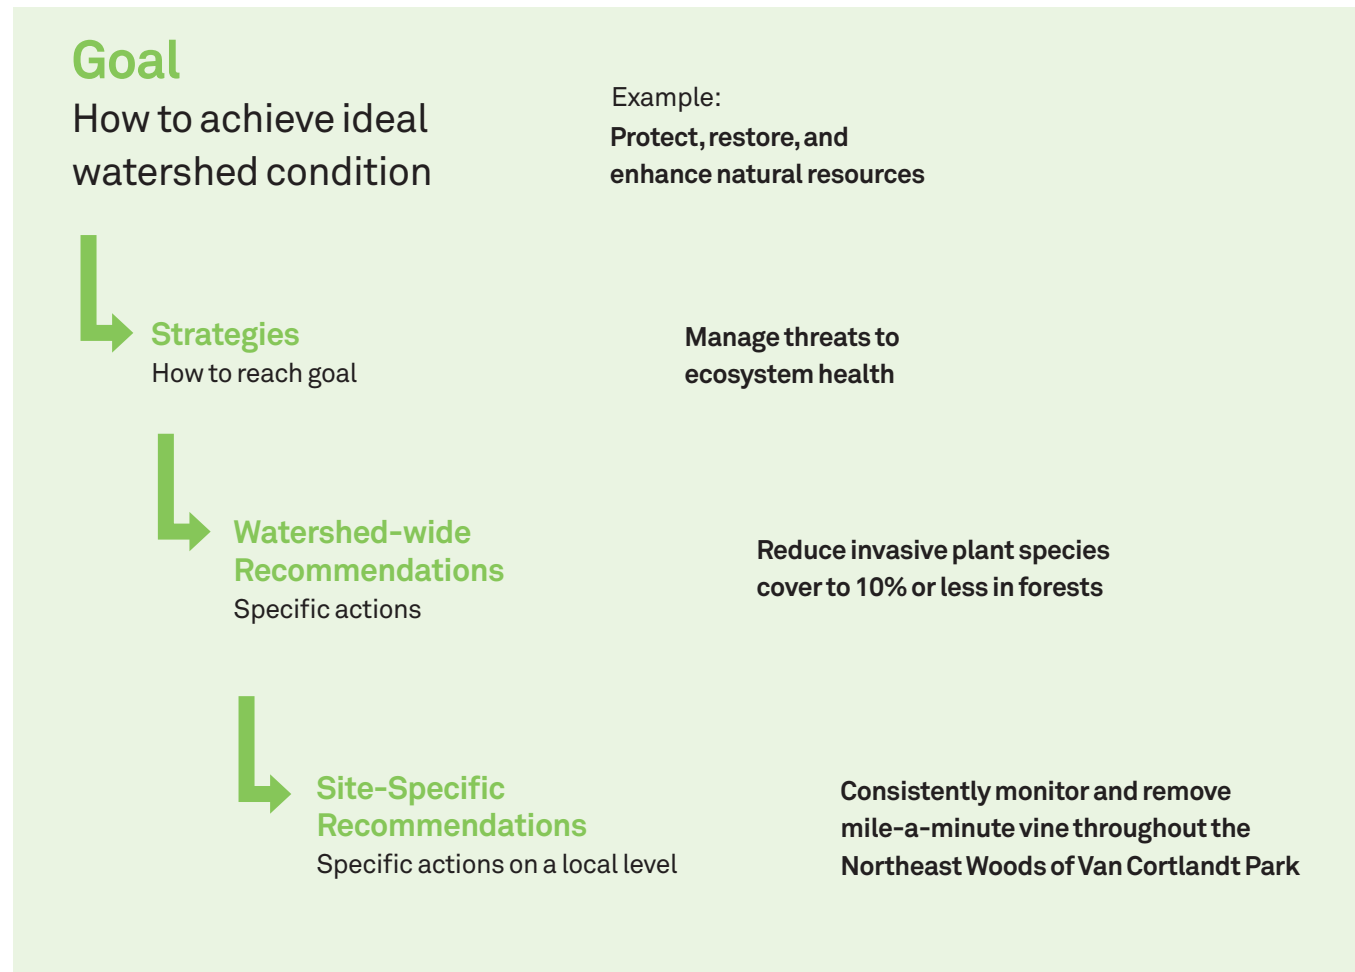 Goal
How to achieve ideal
watershed condition
Example:
Protect, restore, and
enhance natural resources
Strategies
How to reach goal
Manage threats to
ecosystem health
Watershed-wide
Recommendations
Specific actions
Reduce invasive plant species
cover to 10% or less in forests
Site-Specific
Recommendations
Specific actions on a local level
Consistently monitor and remove
mile-a-minute vine throughout the
Northeast Woods of Van Cortlandt Park